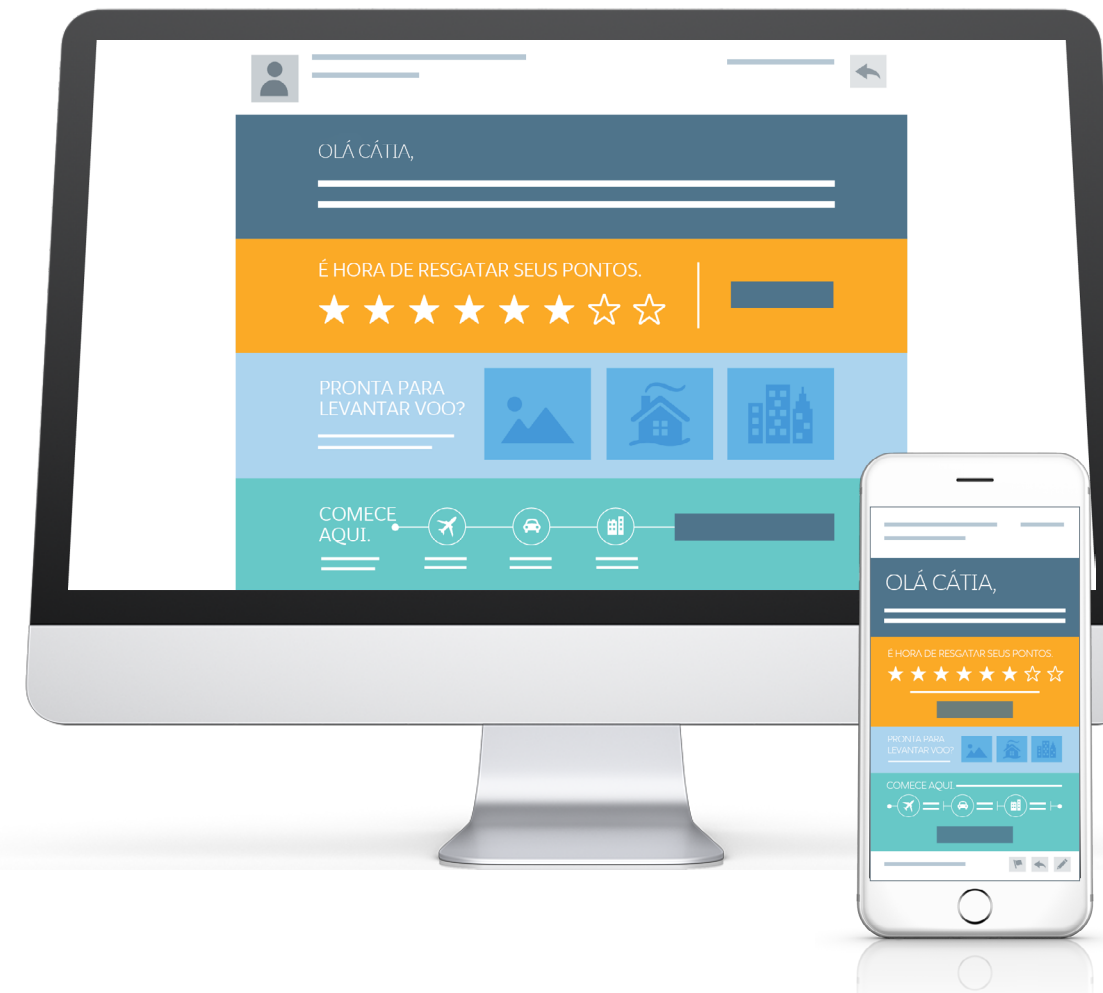 OLÁ CÁTIA,
É HORA DE RESGATAR SEUS PONTOS.
PRONTA PARA
LEVANTAR VOO?
COMECE
AQUI.
OLÁ CÁTIA,
É HORA DE RESGATAR SEUS PONTOS.
PRONTA PARA
LEVANTAR VOO?
COMECE AQUI.